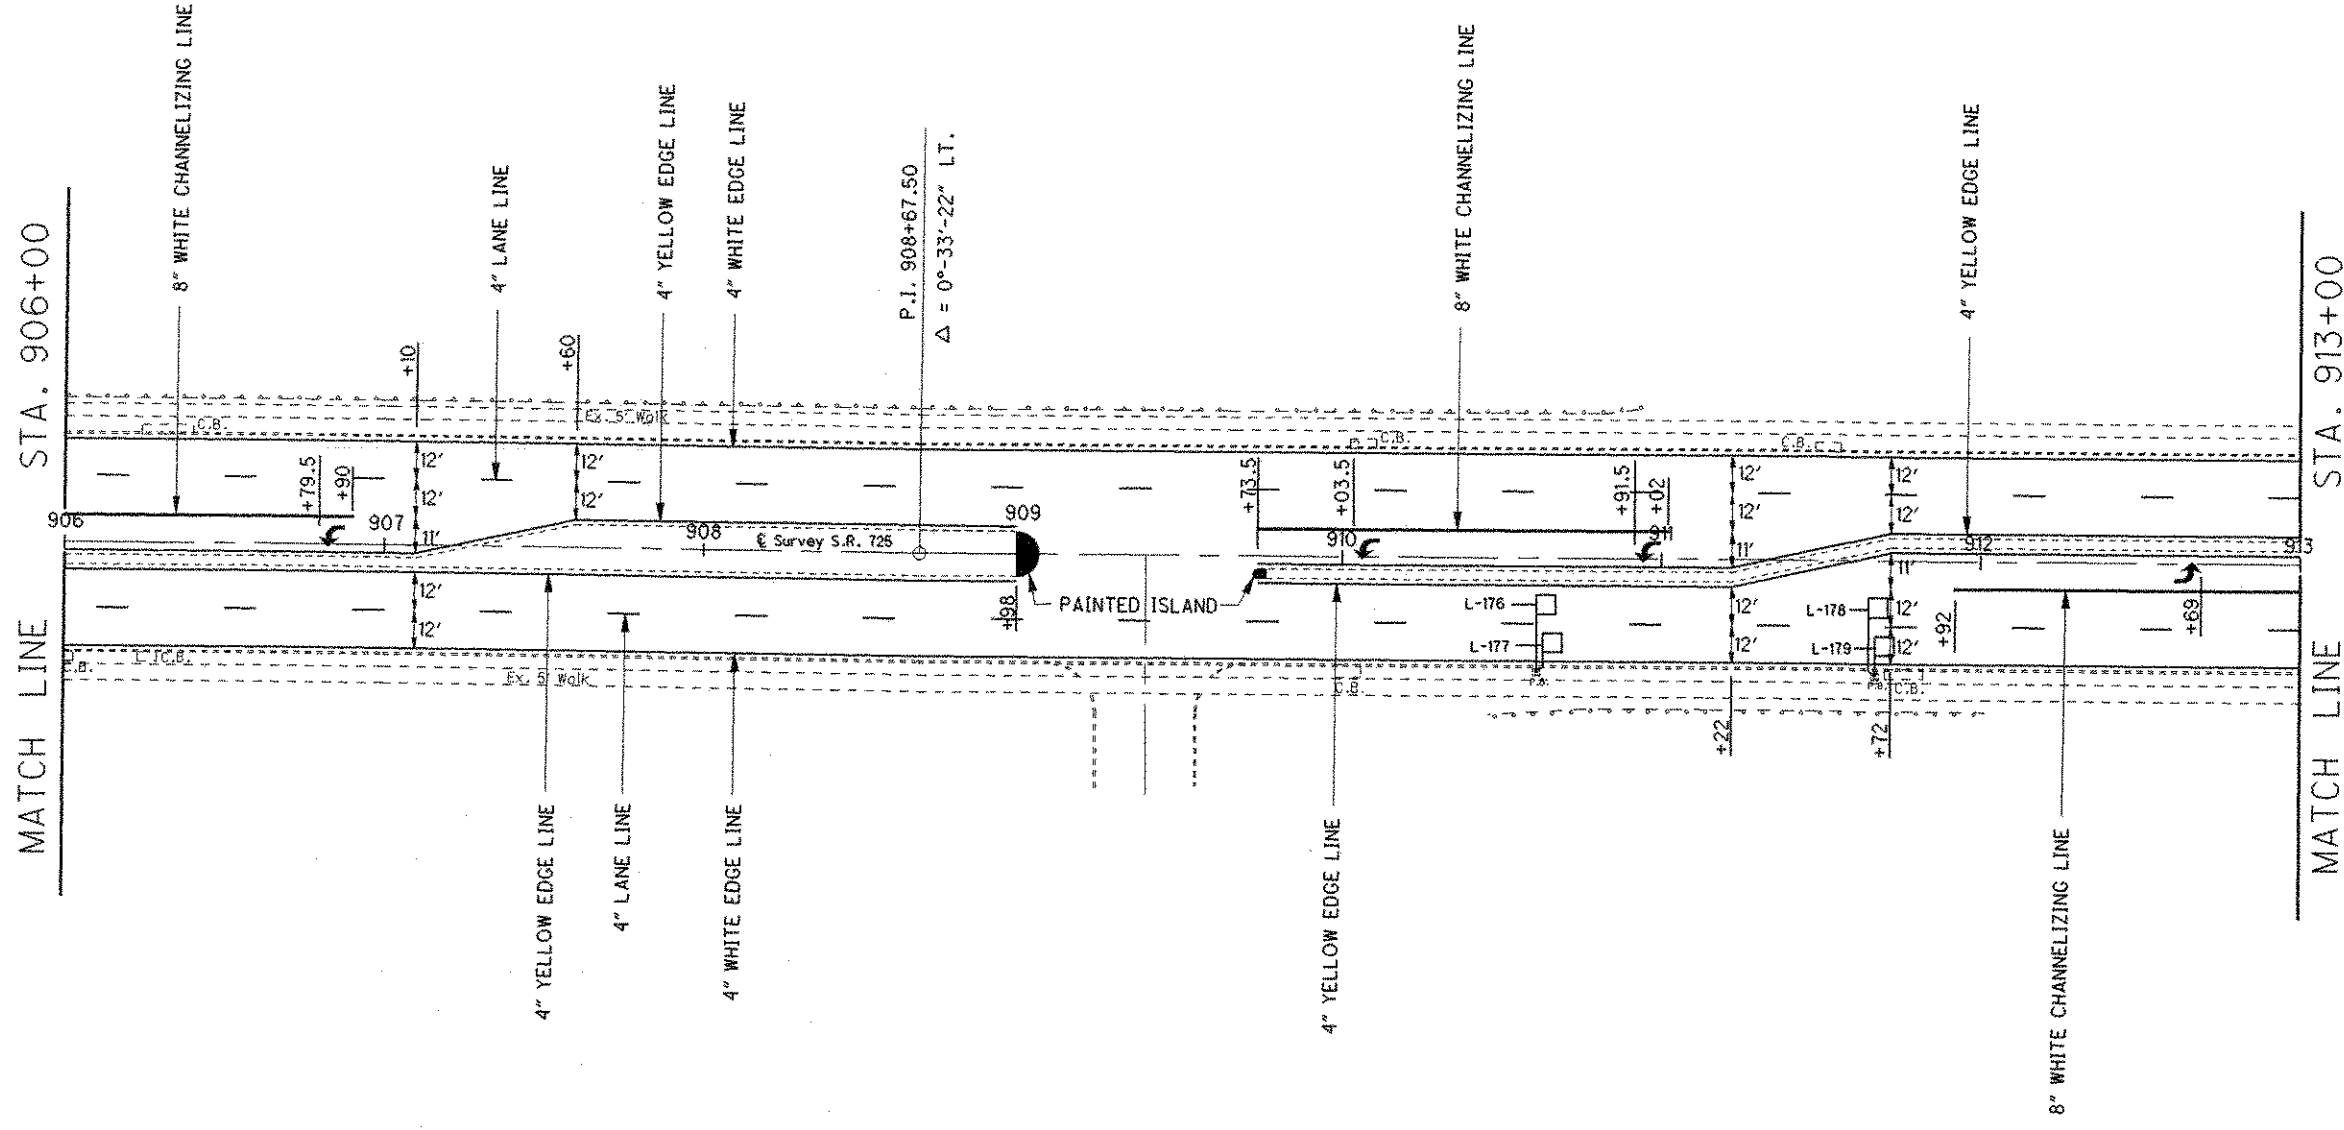 MATCH LINE STA. 906+00
8" WHITE CHANNELIZING LINE
4" LANE LINE
4" YELLOW EDGE LINE
4" WHITE EDGE LINE
P.I. 908+67.50
Δ = 0°-33'-22" LT.
8" WHITE CHANNELIZING LINE
4" YELLOW EDGE LINE
MATCH LINE STA. 913+00
+10
+60
Ex. 5' Walk
C.B.
C.B.
C.B.
+79.5
+90
12'
12'
11'
12'
12'
+73.5
+03.5
+91.5
+02
12'
12'
11'
12'
12'
906
907
908
℄ Survey S.R. 725
909
910
911
912
913
11'
12'
12'
+98
PAINTED ISLAND
L-176
L-177
12'
12'
L-178
L-179
12'
12'
+92
+69
C.B.
C.B.
Ex. 5' Walk
C.B.
P.B.
P.B.
C.B.
+22
+72
4" YELLOW EDGE LINE
4" LANE LINE
4" WHITE EDGE LINE
4" YELLOW EDGE LINE
8" WHITE CHANNELIZING LINE